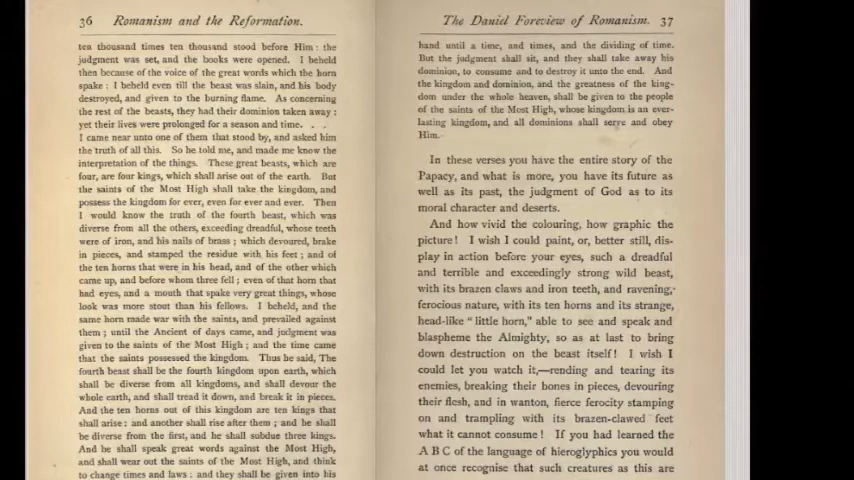 36 Romanism and the Reformation.
ten thousand times ten thousand stood before Him : the
judgment was set, and the books were opened. I beheld
then because of the voice of the great words which the horn
spake : I beheld even till the beast was slain, and his body
destroyed, and given to the burning flame. As concerning
the rest of the beasts, they had their dominion taken away :
yet their lives were prolonged for a season and time. . .
I came near unto one of them that stood by, and asked him
the truth of all this. So he told me, and made me know the
interpretation of the things. These great beasts, which are
four, are four kings, which shall arise out of the earth. But
the saints of the Most High shall take the kingdom, and
possess the kingdom for ever, even for ever and ever. Then
I would know the truth of the fourth beast, which was
diverse from all the others, exceeding dreadful, whose teeth
were of iron, and his nails of brass ; which devoured, brake
in pieces, and stamped the residue with his feet ; and of
the ten horns that were in his head, and of the other which
came up, and before whom three fell ; even of that horn that
had eyes, and a mouth that spake very great things, whose
look was more stout than his fellows. I beheld, and the
same horn made war with the saints, and prevailed against
them ; until the Ancient of days came, and judgment was
given to the saints of the Most High ; and the time came
that the saints possessed the kingdom. Thus he said, The
fourth beast shall be the fourth kingdom upon earth, which
shall be diverse from all kingdoms, and shall devour the
whole earth, and shall tread it down, and break it in pieces.
And the ten horns out of this kingdom are ten kings that
shall arise : and another shall rise after them ; and he shall
be diverse from the first, and he shall subdue three kings.
And he shall speak great words against the Most High,
and shall wear out the saints of the Most High, and think
to change times and laws : and they shall be given into his
The Daniel Foreview of Romanism. 37
hand until a time, and times, and the dividing of time.
But the judgment shall sit, and they shall take away his
dominion, to consume and to destroy it unto the end. And
the kingdom and dominion, and the greatness of the king-
dom under the whole heaven, shall be given to the people
of the saints of the Most High, whose kingdom is an ever-
lasting kingdom, and all dominions shall serve and obey
Him.
In these verses you have the entire story of the
Papacy, and what is more, you have its future as
well as its past, the judgment of God as to its
moral character and deserts.
And how vivid the colouring, how graphic the
picture! I wish I could paint, or, better still, dis-
play in action before your eyes, such a dreadful
and terrible and exceedingly strong wild beast,
with its brazen claws and iron teeth, and ravening,
ferocious nature, with its ten horns and its strange,
head-like " little horn," able to see and speak and
blaspheme the Almighty, so as at last to bring
down destruction on the beast itself! I wish I
could let you watch it,—rending and tearing its
enemies, breaking their bones in pieces, devouring
their flesh, and in wanton, fierce ferocity stamping
on and trampling with its brazen-clawed feet
what it cannot consume! If you had learned the
A B C of the language of hieroglyphics you would
at once recognise that such creatures as this are